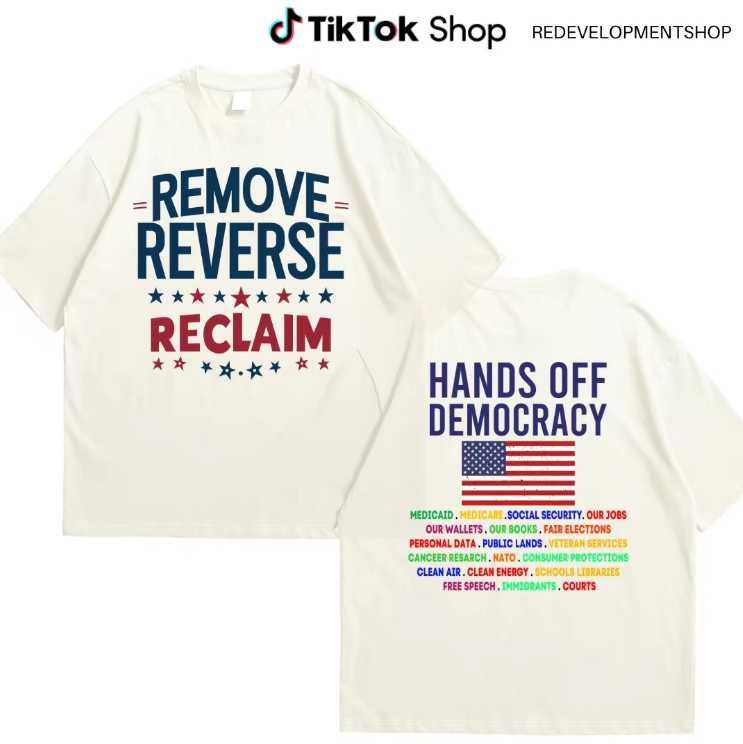 TikTok Shop REDEVELOPMENTSHOP
REMOVE
REVERSE
RECLAIM
HANDS OFF
DEMOCRACY
MEDICAID . MEDICARE .SOCIAL SECURITY. OUR JOBS
OUR WALLETS . OUR BOOKS . FAIR ELECTIONS
PERSONAL DATA . PUBLIC LANDS . VETERAN SERVICES
CANCEER RESARCH . NATO . CONSUMER PROTECTIONS
CLEAN AIR . CLEAN ENERGY . SCHOOLS LIBRARIES
FREE SPEECH . IMMIGRANTS . COURTS